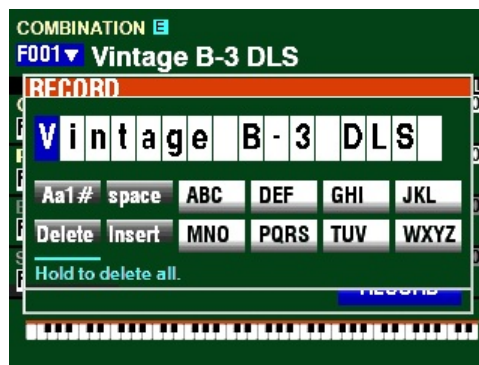 COMBINATION E
F001▼ Vintage B-3 DLS
RECORD
Vintage B-3 DLS
Aa1# space ABC DEF GHI JKL
Delete Insert MNO PQRS TUV WXYZ
Hold to delete all.
RECORD